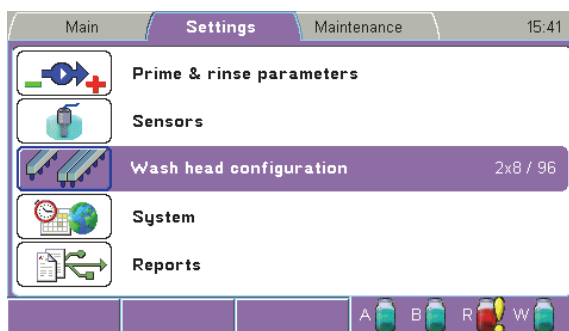 Main Settings Maintenance 15:41
Prime & rinse parameters
Sensors
Wash head configuration 2x8 / 96
System
Reports
A B R W